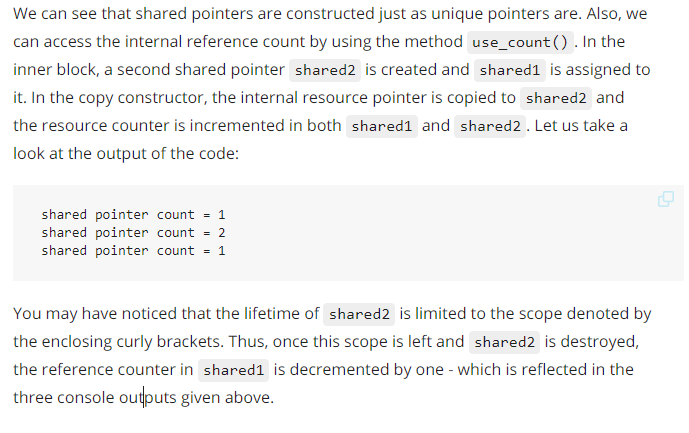 We can see that shared pointers are constructed just as unique pointers are. Also, we
can access the internal reference count by using the method use_count() . In the
inner block, a second shared pointer shared2 is created and shared1 is assigned to
it. In the copy constructor, the internal resource pointer is copied to shared2 and
the resource counter is incremented in both shared1 and shared2 . Let us take a
look at the output of the code:
shared pointer count = 1
shared pointer count = 2
shared pointer count = 1
You may have noticed that the lifetime of shared2 is limited to the scope denoted by
the enclosing curly brackets. Thus, once this scope is left and shared2 is destroyed,
the reference counter in shared1 is decremented by one - which is reflected in the
three console outputs given above.